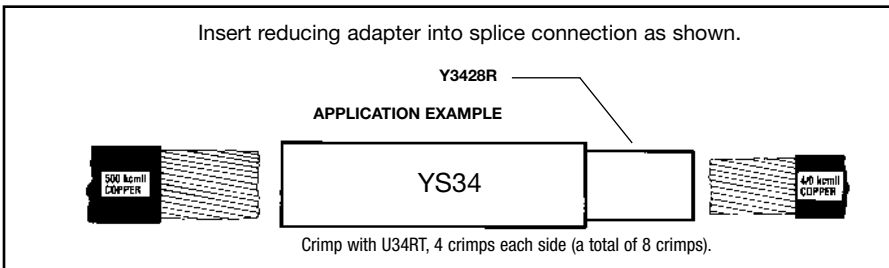 Insert reducing adapter into splice connection as shown.
Y3428R
APPLICATION EXAMPLE
500 kcmil
COPPER
YS34
4/0 kcmil
COPPER
Crimp with U34RT, 4 crimps each side (a total of 8 crimps).